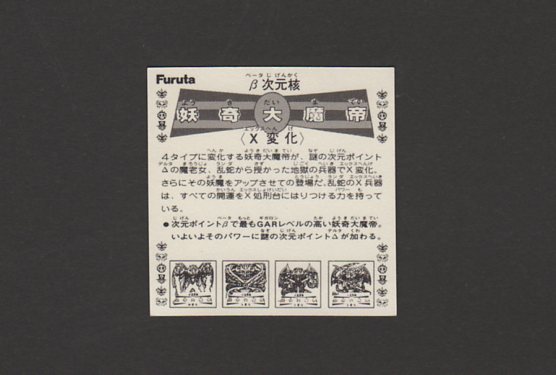 Furuta
β次元核
妖奇大魔帝
〈X変化〉
4タイプに変化する妖奇大魔帝が、謎の次元ポイント
Δの魔老女、乱蛇から授かった地獄の兵器でX変化。
さらにその妖魔をアップさせての登場だ。乱蛇のX兵器
は、すべての開運をX処刑台にはりつける力を持って
いる。
●次元ポイントβで最もGARレベルの高い妖奇大魔帝。
いよいよそのパワーに謎の次元ポイントΔが加わる。